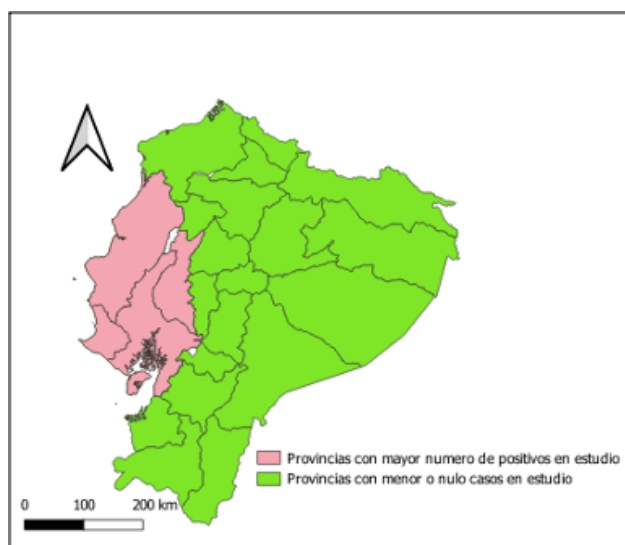 Provincias con mayor numero de positivos en estudio
Provincias con menor o nulo casos en estudio
0 100 200 km